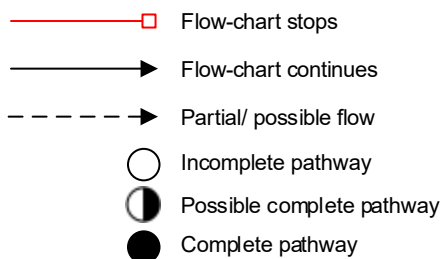 Flow-chart stops
Flow-chart continues
Partial/ possible flow
Incomplete pathway
Possible complete pathway
Complete pathway